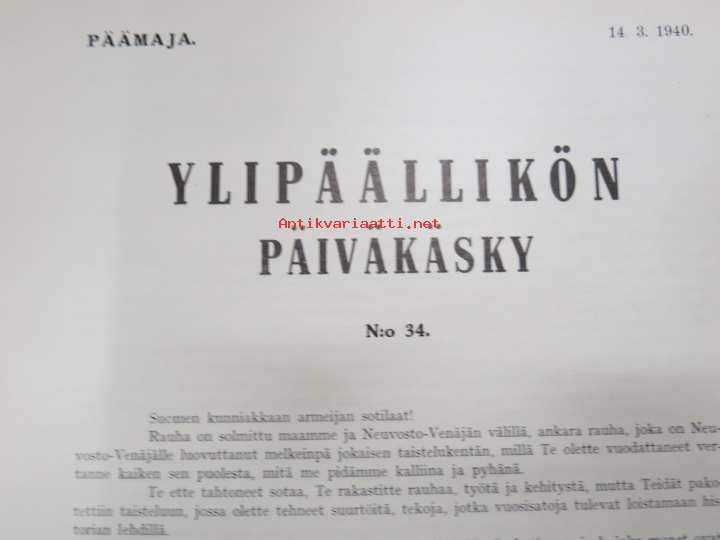 PÄÄMAJA.
14. 3. 1940.
YLIPÄÄLLIKÖN
Antikvariaatti.net
PÄIVÄKÄSKY
N:o 34.
Suomen kunniakkaan armeijan sotilaat!
Rauha on solmittu maamme ja Neuvosto-Venäjän välillä, ankara rauha, joka on Neu-
vosto-Venäjälle luovuttanut melkeinpä jokaisen taistelukentän, millä Te olette vuodattaneet ver-
tanne kaiken sen puolesta, mitä me pidämme kalliina ja pyhänä.
Te ette tahtoneet sotaa, Te rakastitte rauhaa, työtä ja kehitystä, mutta Teidät pako-
tettiin taisteluun, jossa olette tehneet suurtöitä, tekoja, jotka vuosisatoja tulevat loistamaan his-
torian lehdillä.